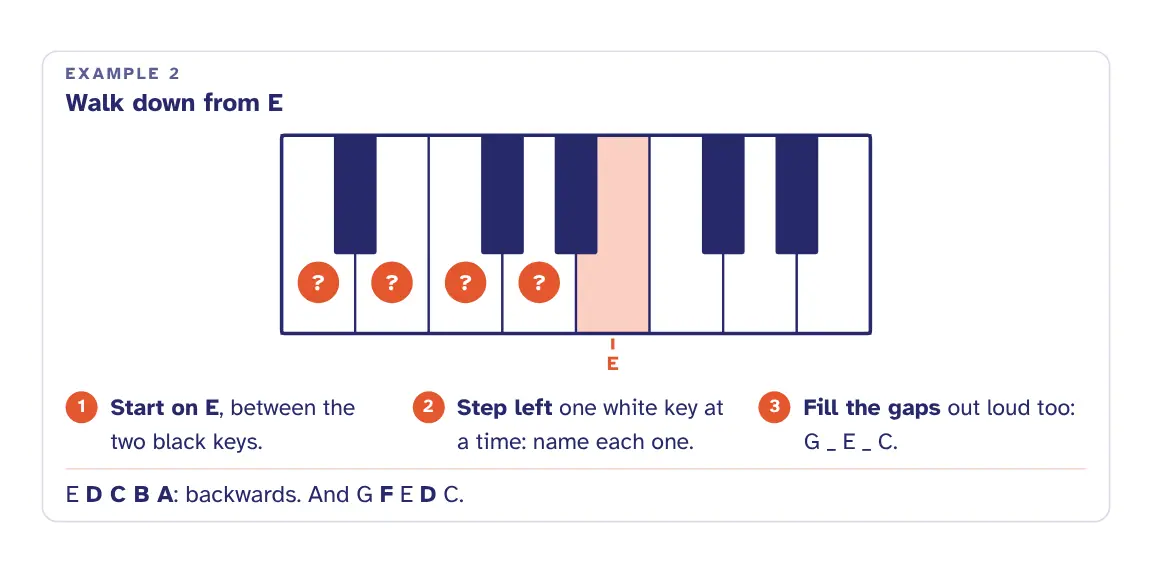 EXAMPLE 2
Walk down from E
? ? ? ?
E
1 Start on E, between the
two black keys.
2 Step left one white key at
a time: name each one.
3 Fill the gaps out loud too:
G _ E _ C.
E D C B A: backwards. And G F E D C.